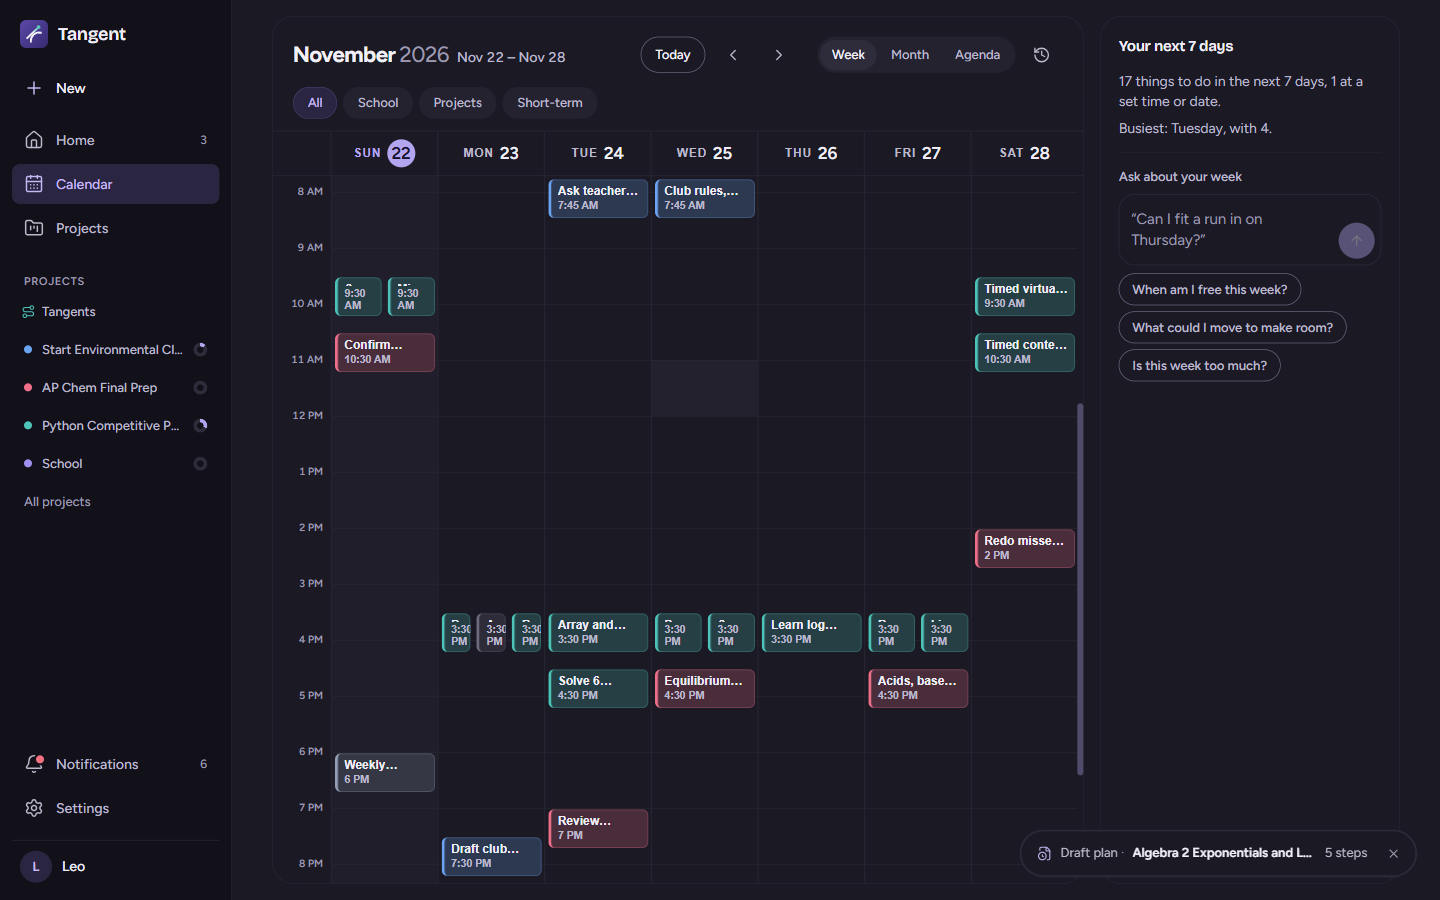 Tangent
New
Home 3
Calendar
Projects
PROJECTS
Tangents
Start Environmental Cl...
AP Chem Final Prep
Python Competitive P...
School
All projects
Notifications 6
Settings
L Leo
November 2026 Nov 22 – Nov 28
Today
Week Month Agenda
All School Projects Short-term
SUN 22 MON 23 TUE 24 WED 25 THU 26 FRI 27 SAT 28
8 AM
Ask teacher...
7:45 AM
Club rules,...
7:45 AM
9 AM
9:30
AM
9:30
AM
Timed virtua...
9:30 AM
10 AM
Confirm...
10:30 AM
Timed conte...
10:30 AM
11 AM
12 PM
1 PM
2 PM
Redo misse...
2 PM
3 PM
3:30
PM
3:30
PM
3:30
PM
Array and...
3:30 PM
3:30
PM
3:30
PM
Learn log...
3:30 PM
3:30
PM
3:30
PM
4 PM
Solve 6...
4:30 PM
Equilibrium...
4:30 PM
Acids, base...
4:30 PM
5 PM
6 PM
Weekly...
6 PM
7 PM
Review...
7 PM
Draft club...
7:30 PM
8 PM
Your next 7 days
17 things to do in the next 7 days, 1 at a
set time or date.
Busiest: Tuesday, with 4.
Ask about your week
“Can I fit a run in on
Thursday?”
When am I free this week?
What could I move to make room?
Is this week too much?
Draft plan · Algebra 2 Exponentials and L... 5 steps